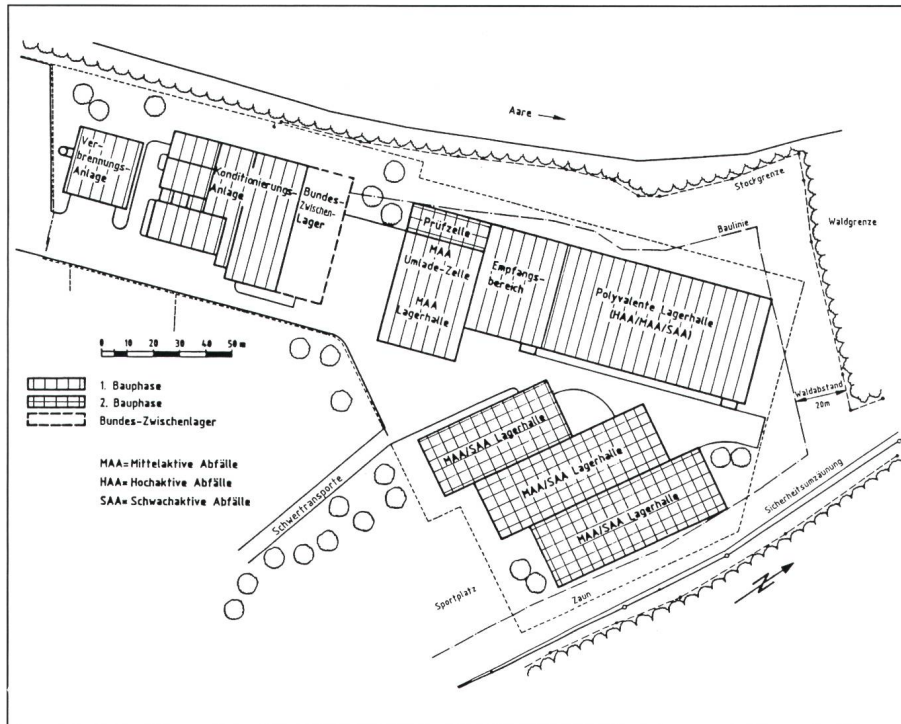 Aare
Ver-
brennungs-
Anlage
Konditionierungs-
Anlage
Bundes-
Zwischen-
Lager
Stockgrenze
Waldgrenze
Baulinie
Prüfzelle
MAA
Umlade-Zelle
MAA
Lagerhalle
Empfangs-
bereich
Polyvalente Lagerhalle
(HAA/MAA/SAA)
0 10 20 30 40 50 m
1. Bauphase
2. Bauphase
Bundes-Zwischenlager
MAA= Mittelaktive Abfälle
HAA= Hochaktive Abfälle
SAA= Schwachaktive Abfälle
Waldabstand
20m
MAA/SAA Lagerhalle
MAA/SAA Lagerhalle
MAA/SAA Lagerhalle
Schwertransporte
Sicherheitsumzäunung
Sportplatz
Zaun
N